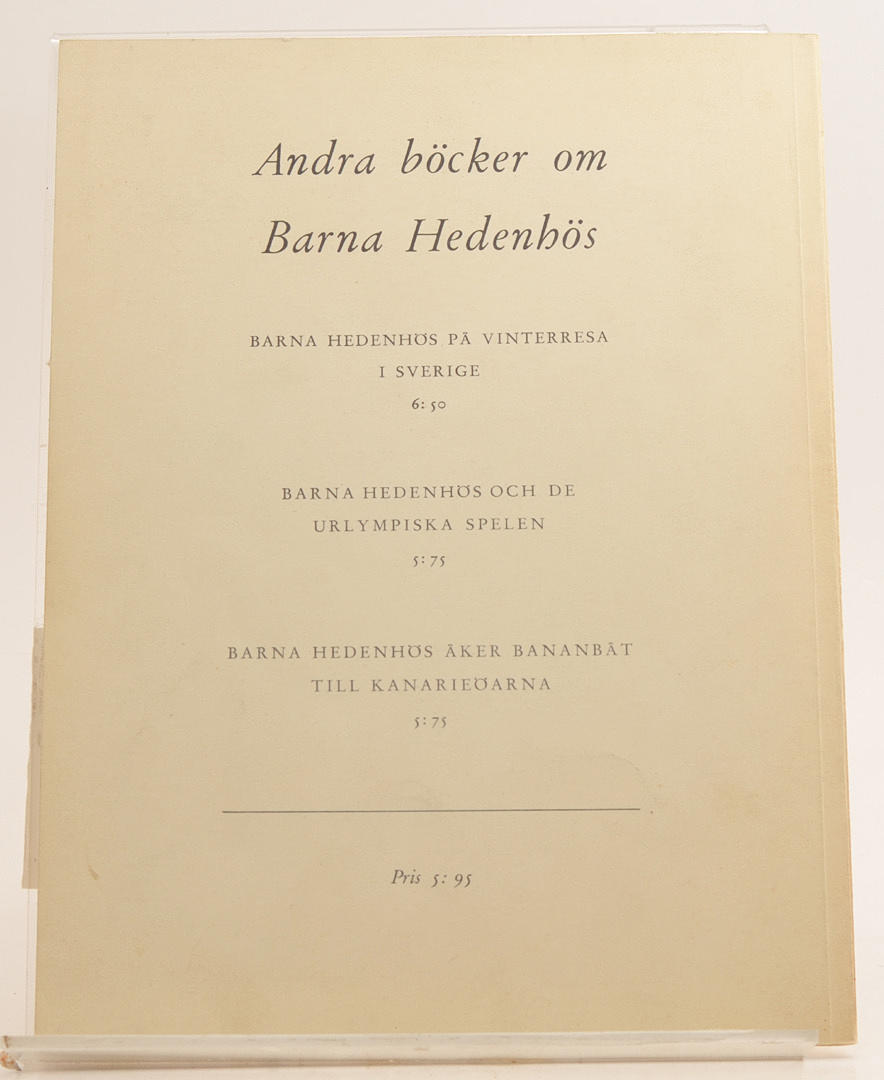 Andra böcker om
Barna Hedenhös
BARNA HEDENHÖS PÅ VINTERRESA
I SVERIGE
6: 50
BARNA HEDENHÖS OCH DE
URLYMPISKA SPELEN
5: 75
BARNA HEDENHÖS ÅKER BANANBÅT
TILL KANARIEÖARNA
5: 75
Pris 5: 95